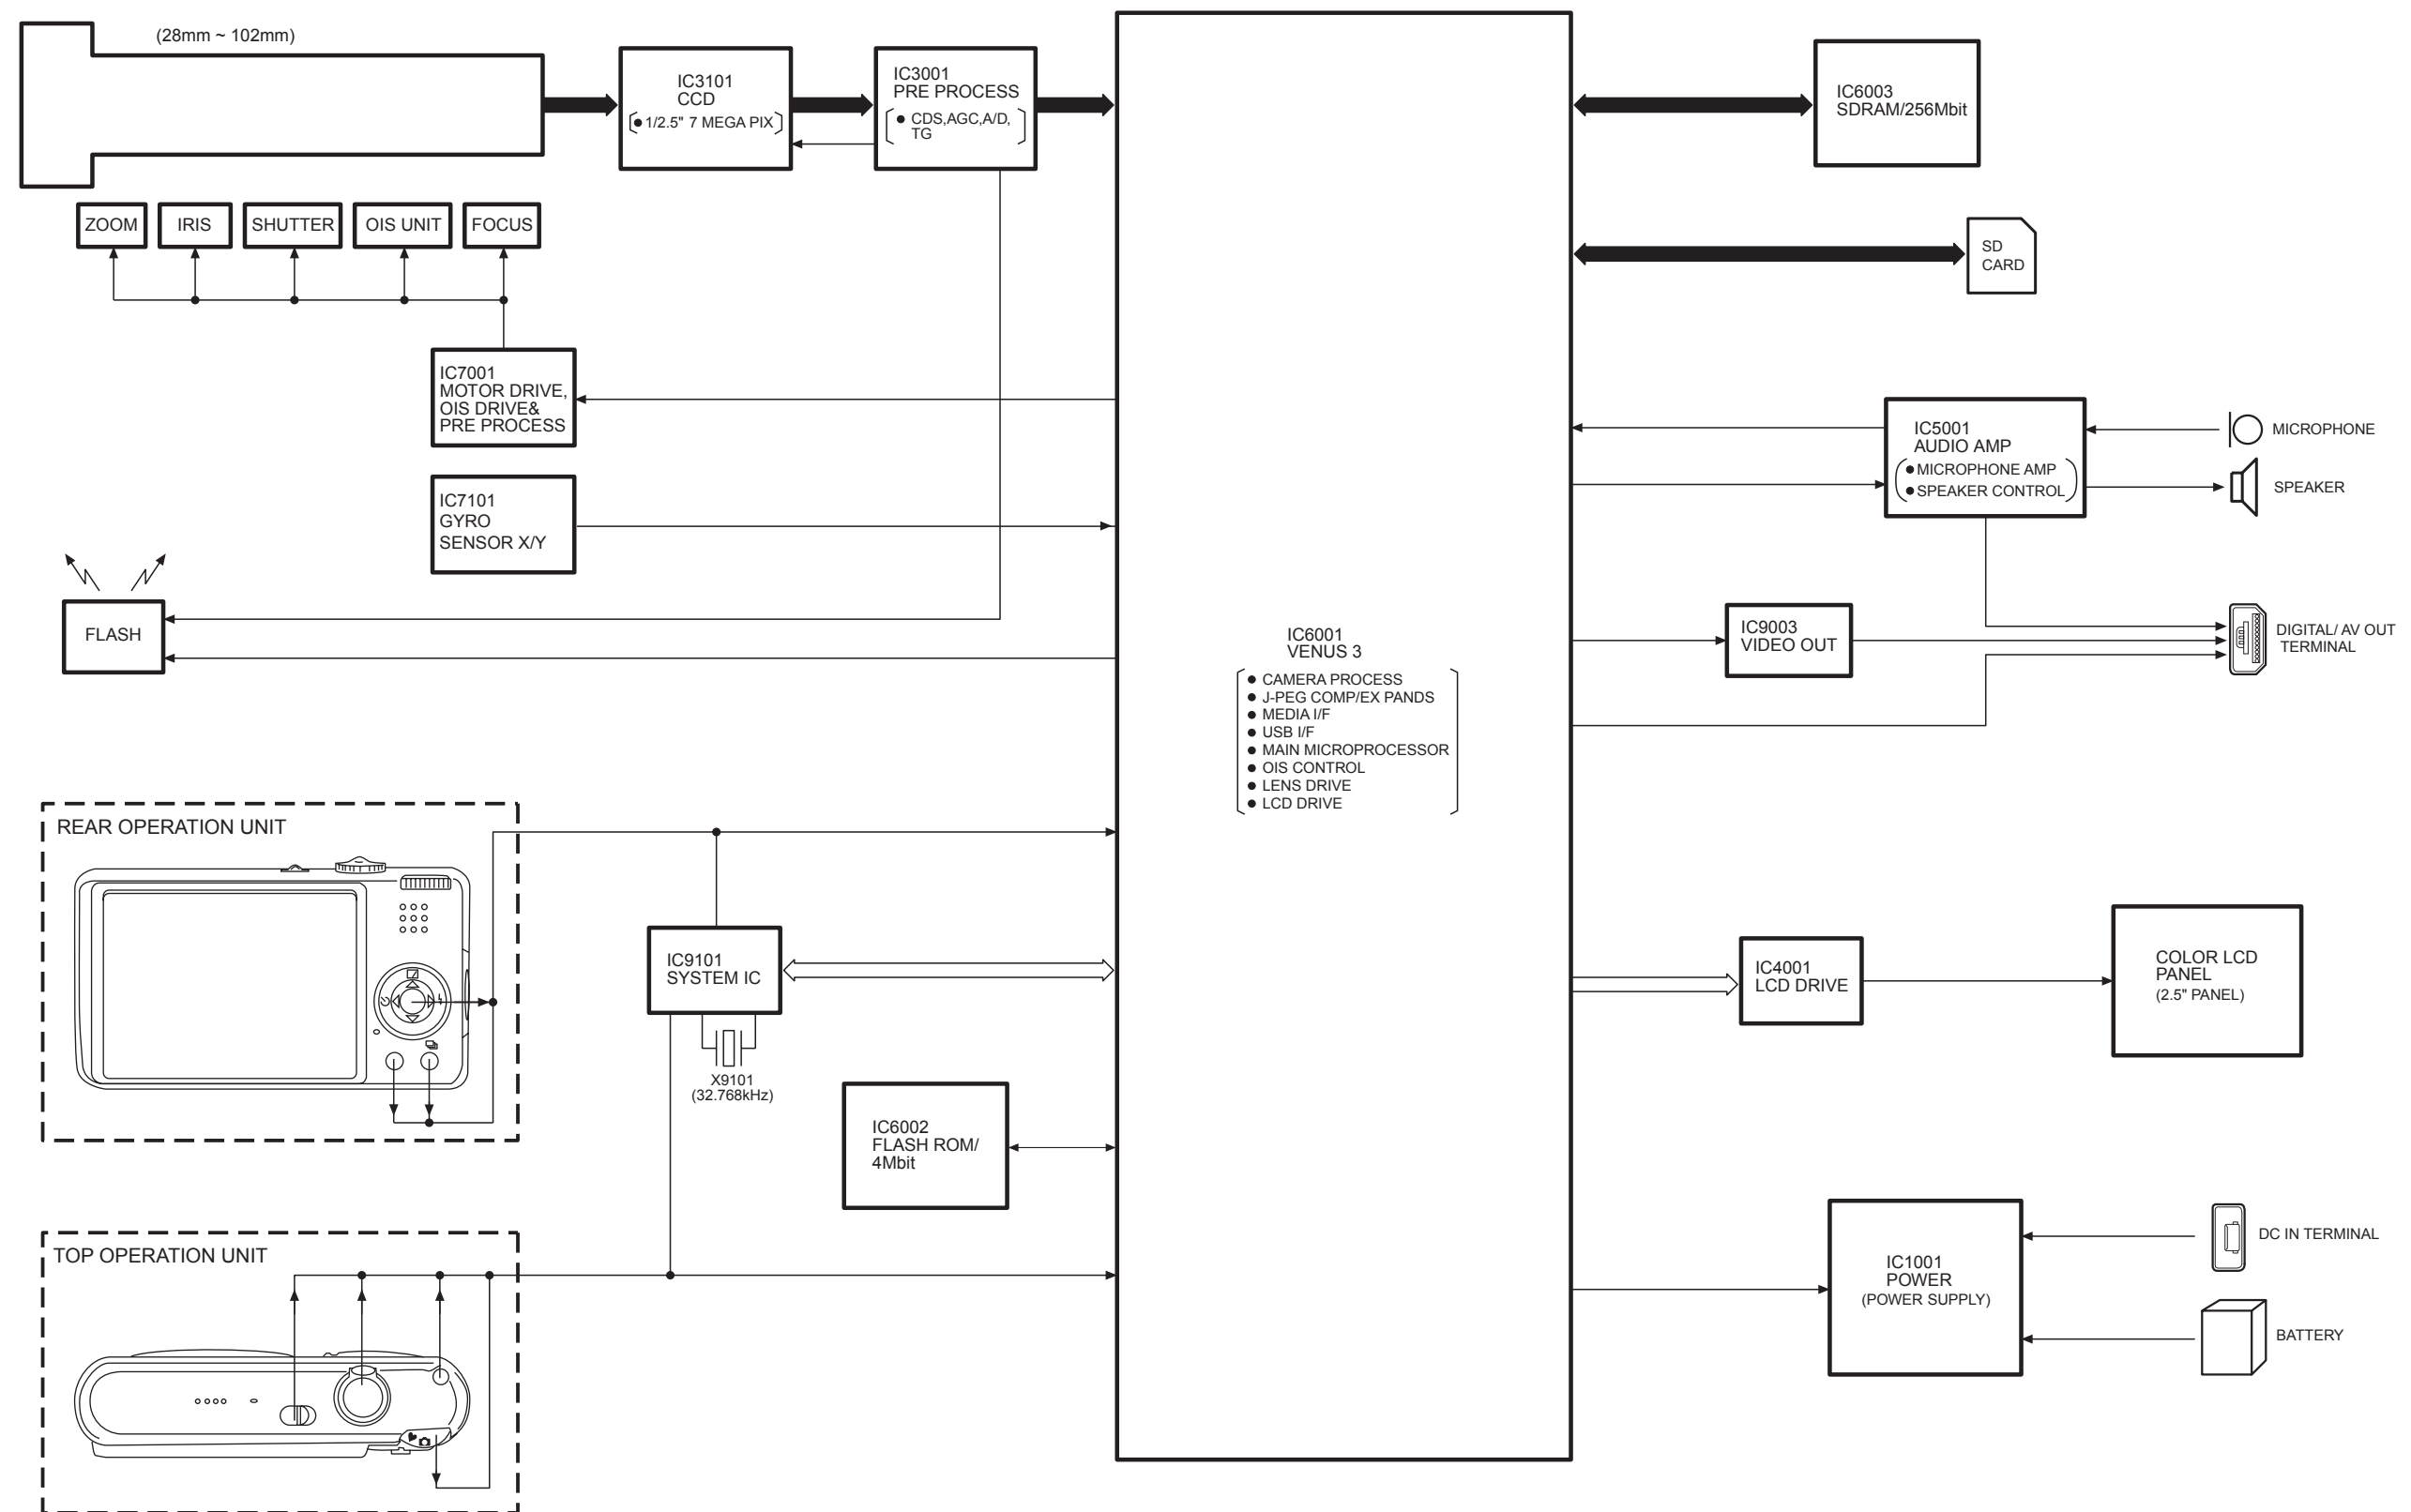 (28mm ~ 102mm)
IC3101
CCD
● 1/2.5" 7 MEGA PIX
IC3001
PRE PROCESS
● CDS,AGC,A/D,
TG
IC6003
SDRAM/256Mbit
ZOOM
IRIS
SHUTTER
OIS UNIT
FOCUS
SD
CARD
IC7001
MOTOR DRIVE,
OIS DRIVE&
PRE PROCESS
IC5001
AUDIO AMP
● MICROPHONE AMP
● SPEAKER CONTROL
MICROPHONE
SPEAKER
IC7101
GYRO
SENSOR X/Y
FLASH
IC6001
VENUS 3
● CAMERA PROCESS
● J-PEG COMP/EX PANDS
● MEDIA I/F
● USB I/F
● MAIN MICROPROCESSOR
● OIS CONTROL
● LENS DRIVE
● LCD DRIVE
IC9003
VIDEO OUT
DIGITAL/ AV OUT
TERMINAL
REAR OPERATION UNIT
IC9101
SYSTEM IC
X9101
(32.768kHz)
IC4001
LCD DRIVE
COLOR LCD
PANEL
(2.5" PANEL)
IC6002
FLASH ROM/
4Mbit
TOP OPERATION UNIT
IC1001
POWER
(POWER SUPPLY)
DC IN TERMINAL
BATTERY